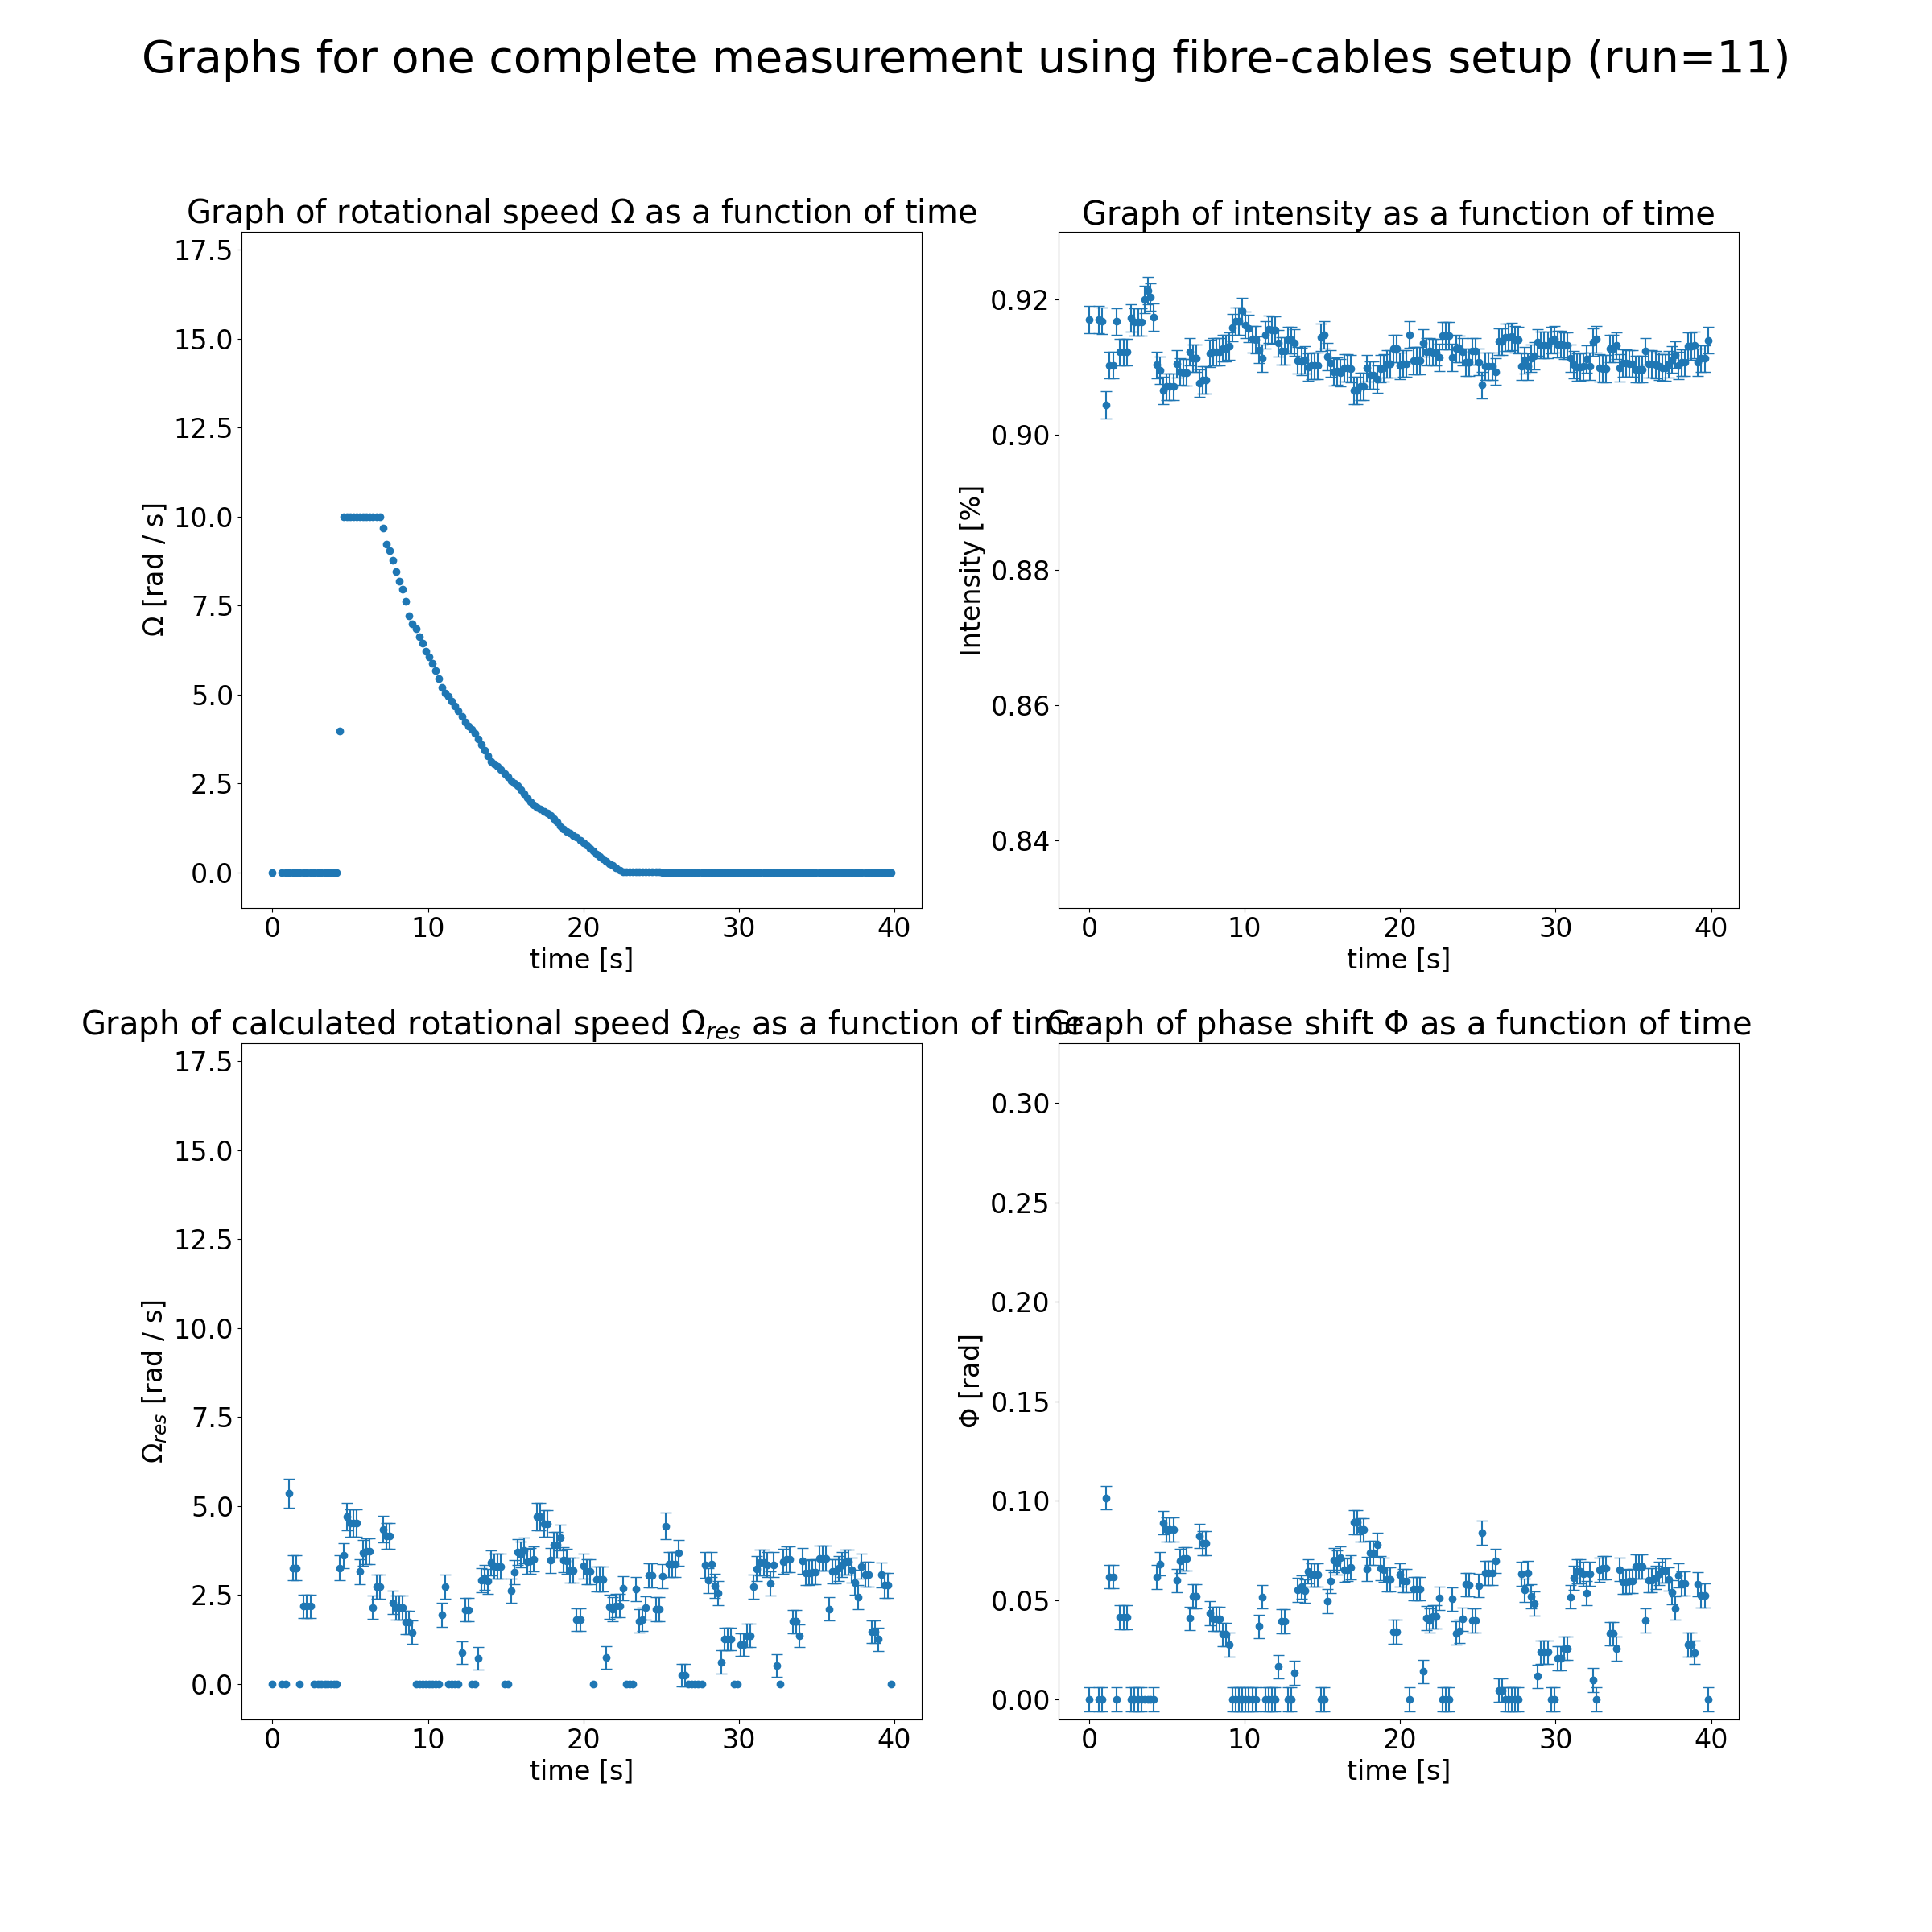 Graphs for one complete measurement using fibre-cables setup (run=11)
Graph of rotational speed Ω as a function of time
17.5
15.0
12.5
10.0
7.5
5.0
2.5
0.0
Ω [rad / s]
0 10 20 30 40
time [s]
Graph of intensity as a function of time
0.92
0.90
0.88
0.86
0.84
Intensity [%]
0 10 20 30 40
time [s]
Graph of calculated rotational speed Ωres as a function of time
17.5
15.0
12.5
10.0
7.5
5.0
2.5
0.0
Ωres [rad / s]
0 10 20 30 40
time [s]
Graph of phase shift Φ as a function of time
0.30
0.25
0.20
0.15
0.10
0.05
0.00
Φ [rad]
0 10 20 30 40
time [s]